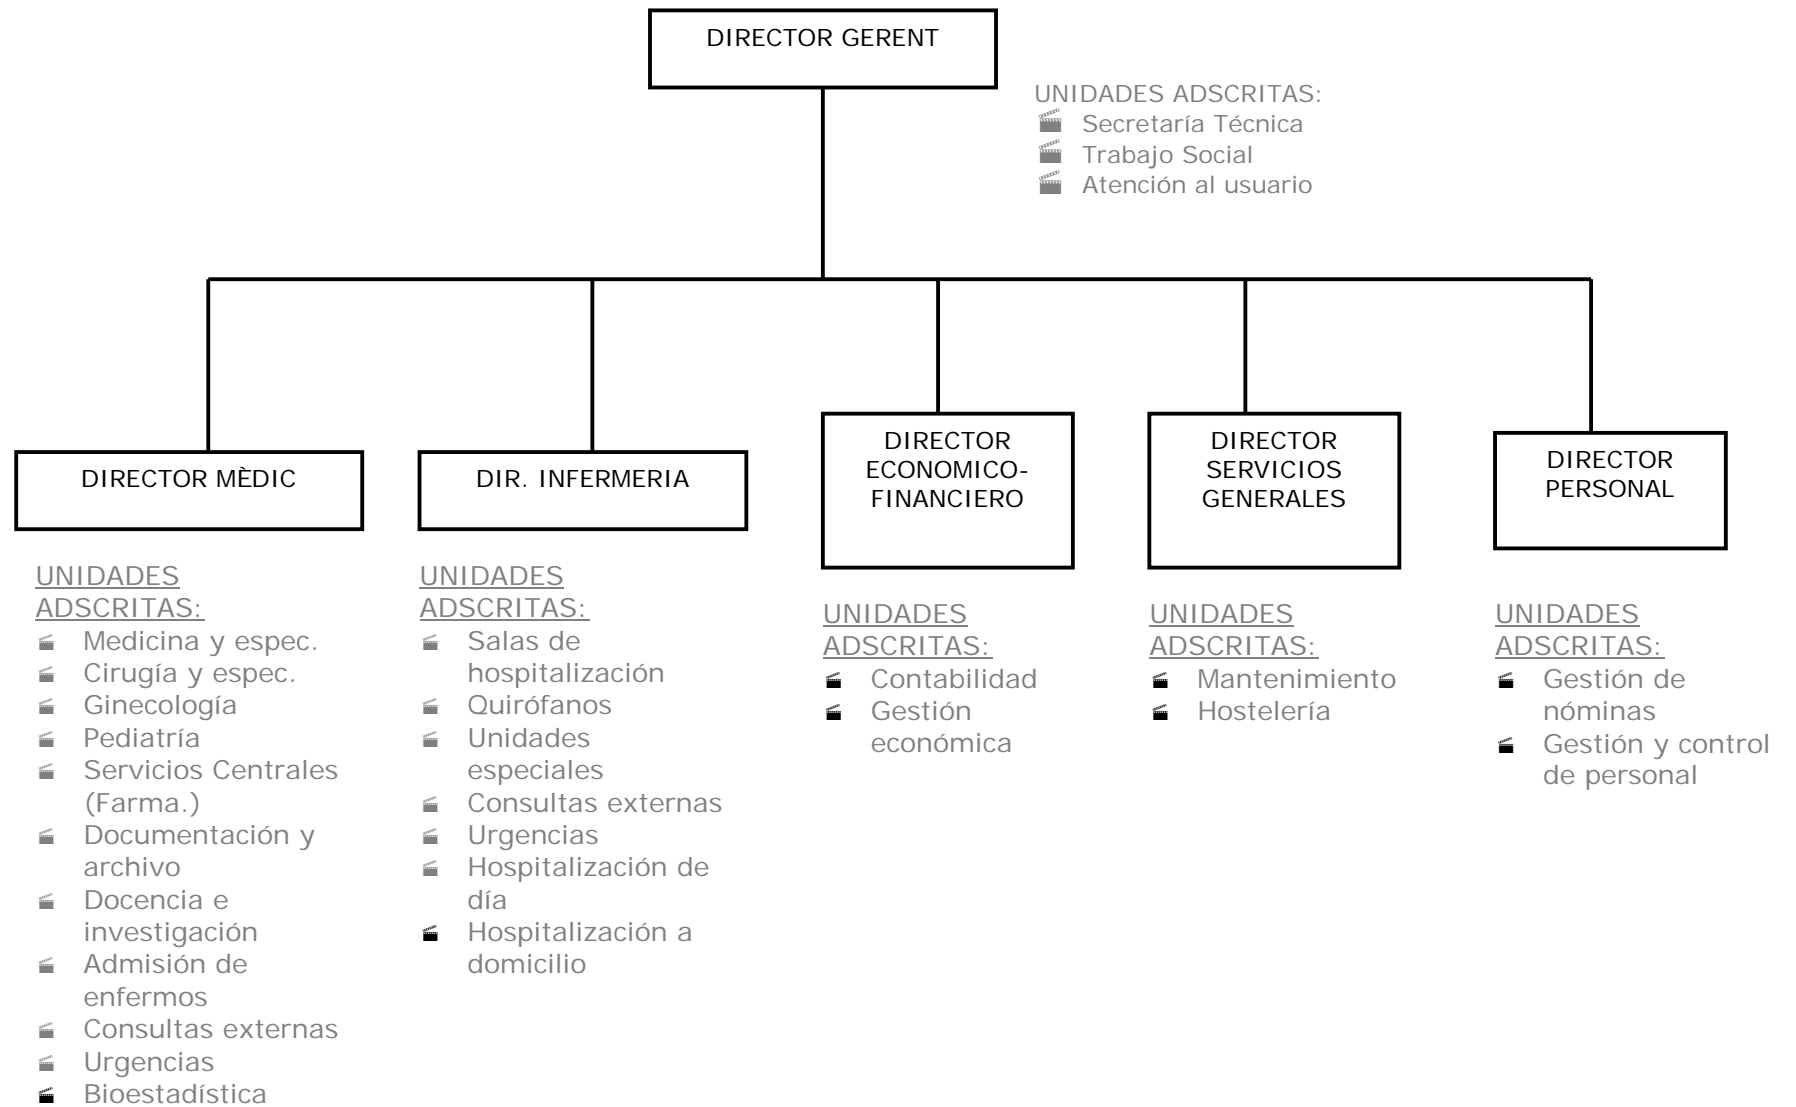 DIRECTOR GERENT
UNIDADES ADSCRITAS:
Secretaría Técnica
Trabajo Social
Atención al usuario
DIRECTOR MÈDIC
UNIDADES
ADSCRITAS:
Medicina y espec.
Cirugía y espec.
Ginecología
Pediatría
Servicios Centrales
(Farma.)
Documentación y
archivo
Docencia e
investigación
Admisión de
enfermos
Consultas externas
Urgencias
Bioestadística
DIR. INFERMERIA
UNIDADES
ADSCRITAS:
Salas de
hospitalización
Quirófanos
Unidades
especiales
Consultas externas
Urgencias
Hospitalización de
día
Hospitalización a
domicilio
DIRECTOR
ECONOMICO-
FINANCIERO
UNIDADES
ADSCRITAS:
Contabilidad
Gestión
económica
DIRECTOR
SERVICIOS
GENERALES
UNIDADES
ADSCRITAS:
Mantenimiento
Hostelería
DIRECTOR
PERSONAL
UNIDADES
ADSCRITAS:
Gestión de
nóminas
Gestión y control
de personal